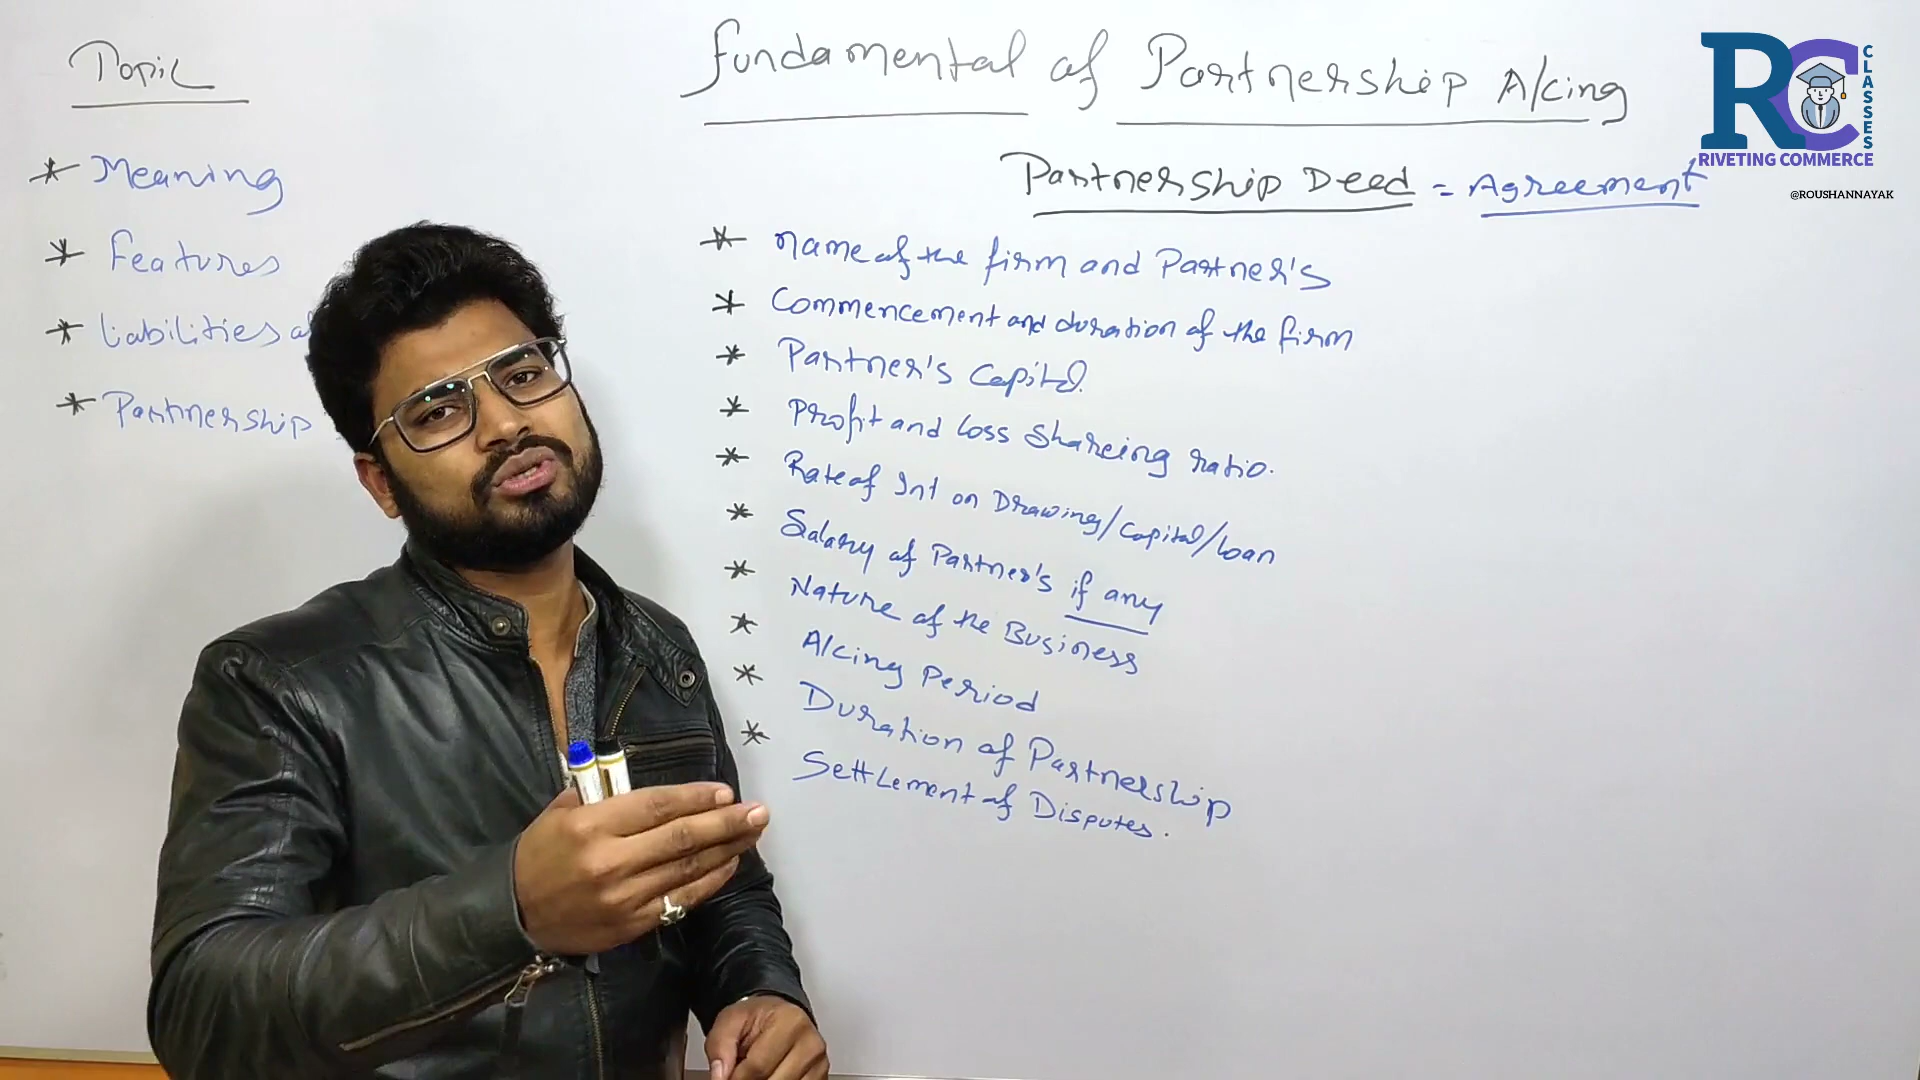 Topic
* Meaning
* Features
* Liabilities of
* Partnership
Fundamental of Partnership A/cing
Partnership Deed = Agreement
* Name of the firm and Partner's
* Commencement and duration of the firm
* Partner's Capital
* Profit and loss Shareing ratio.
* Rate of Int on Drawing/Capital/Loan
* Salary of Partner's if any
* Nature of the Business
* A/cing Period
* Duration of Partnership
* Settlement of Disputes.
RC CLASSES
RIVETING COMMERCE
@ROUSHANNAYAK